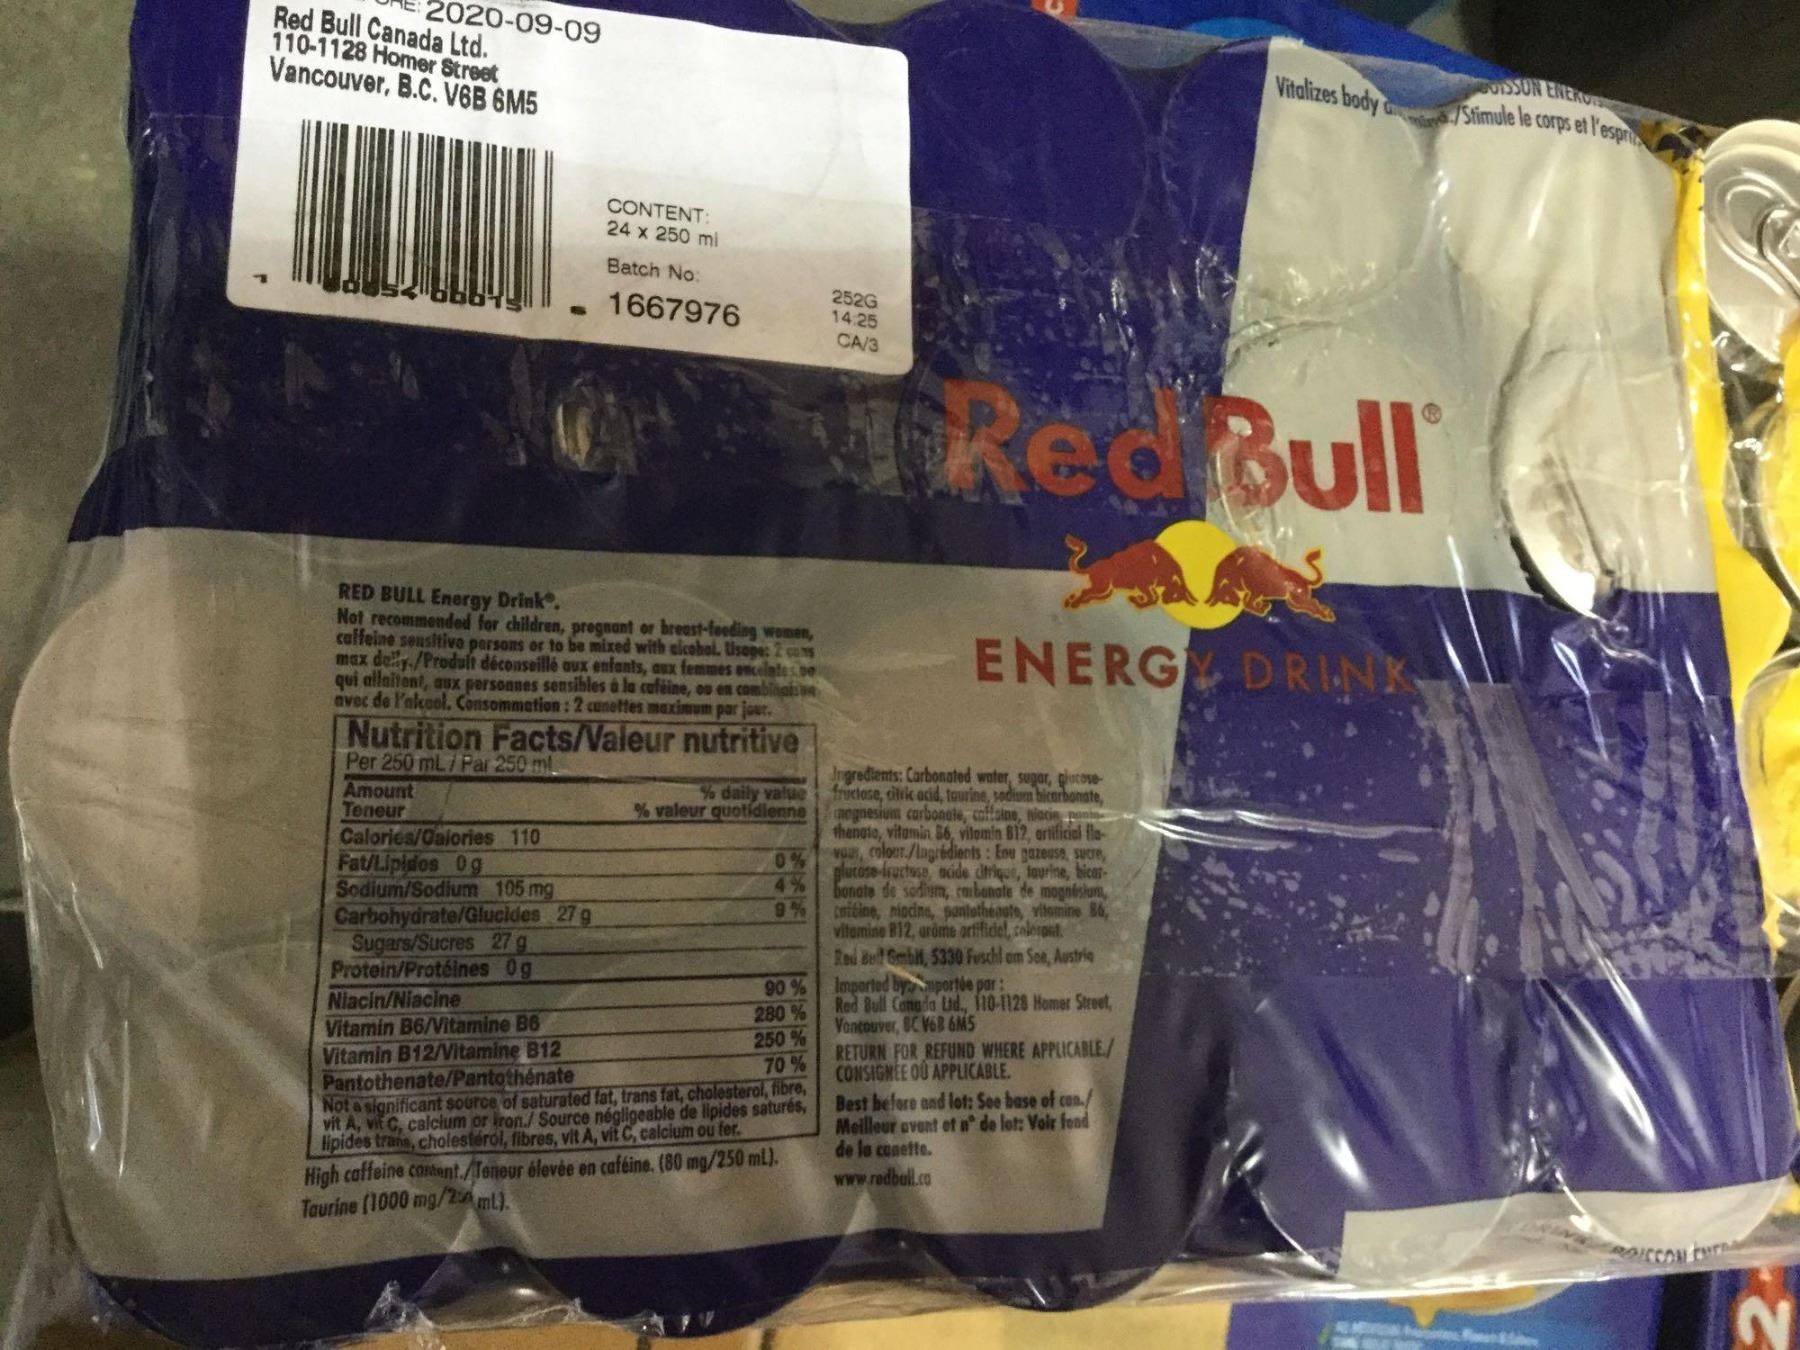 2020-09-09
Red Bull Canada Ltd.
110-1128 Homer Street
Vancouver, B.C. V6B 6M5
CONTENT:
24 x 250 ml
Batch No:
1667976
252G
14:25
CA/3
Vitalizes body mind./Stimule le corps et l'esprit
Red Bull®
ENERGY DRINK
RED BULL Energy Drink®.
Not recommended for children, pregnant or breast-feeding women,
caffeine sensitive persons or to be mixed with alcohol. Usage: 2 cans
max daily./Produit déconseillé aux enfants, aux femmes enceintes ou
qui allaitent, aux personnes sensibles à la caféine, ou en combinaison
avec de l'alcool. Consommation : 2 canettes maximum par jour.
Nutrition Facts/Valeur nutritive
Per 250 mL / Par 250 ml
Amount % daily value
Teneur % valeur quotidienne
Calories/Calories 110
Fat/Lipides 0 g 0 %
Sodium/Sodium 105 mg 4 %
Carbohydrate/Glucides 27 g 9 %
Sugars/Sucres 27 g
Protein/Protéines 0 g
Niacin/Niacine 90 %
Vitamin B6/Vitamine B6 280 %
Vitamin B12/Vitamine B12 250 %
Pantothenate/Pantothénate 70 %
Not a significant source of saturated fat, trans fat, cholesterol, fibre,
vit A, vit C, calcium or iron./ Source négligeable de lipides saturés,
lipides trans, cholestérol, fibres, vit A, vit C, calcium ou fer.
High caffeine content./Teneur élevée en caféine. (80 mg/250 mL).
Taurine (1000 mg/250 mL).
Ingredients: Carbonated water, sugar, glucose-
fructose, citric acid, taurine, sodium bicarbonate,
magnesium carbonate, caffeine, niacin, panto-
thenate, vitamin B6, vitamin B12, artificial fla-
vour, colour./Ingrédients : Eau gazeuse, sucre,
glucose-fructose, acide citrique, taurine, bicar-
bonate de sodium, carbonate de magnésium,
caféine, niacine, pantothénate, vitamine B6,
vitamine B12, arôme artificiel, colorant.
Red Bull GmbH, 5330 Fuschl am See, Austria
Imported by:/Importée par :
Red Bull Canada Ltd., 110-1128 Homer Street,
Vancouver, BC V6B 6M5
RETURN FOR REFUND WHERE APPLICABLE./
CONSIGNÉE OÙ APPLICABLE.
Best before and lot: See base of can./
Meilleur avant et n° de lot: Voir fond
de la canette.
www.redbull.ca
2